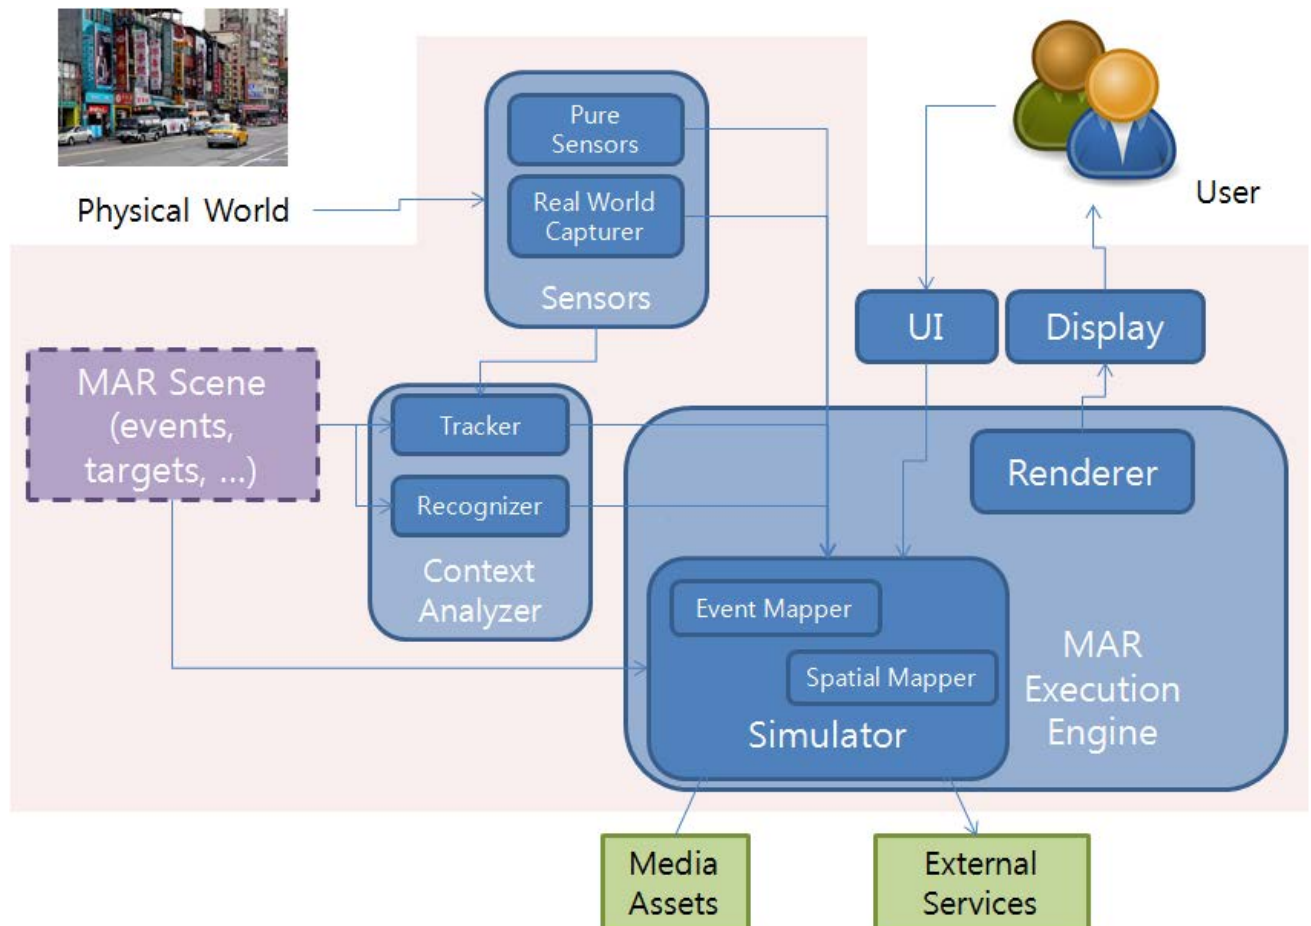 Physical World
Pure
Sensors
Real World
Capturer
Sensors
User
UI
Display
MAR Scene
(events,
targets, ...)
Tracker
Recognizer
Context
Analyzer
Renderer
Event Mapper
Spatial Mapper
Simulator
MAR
Execution
Engine
Media
Assets
External
Services